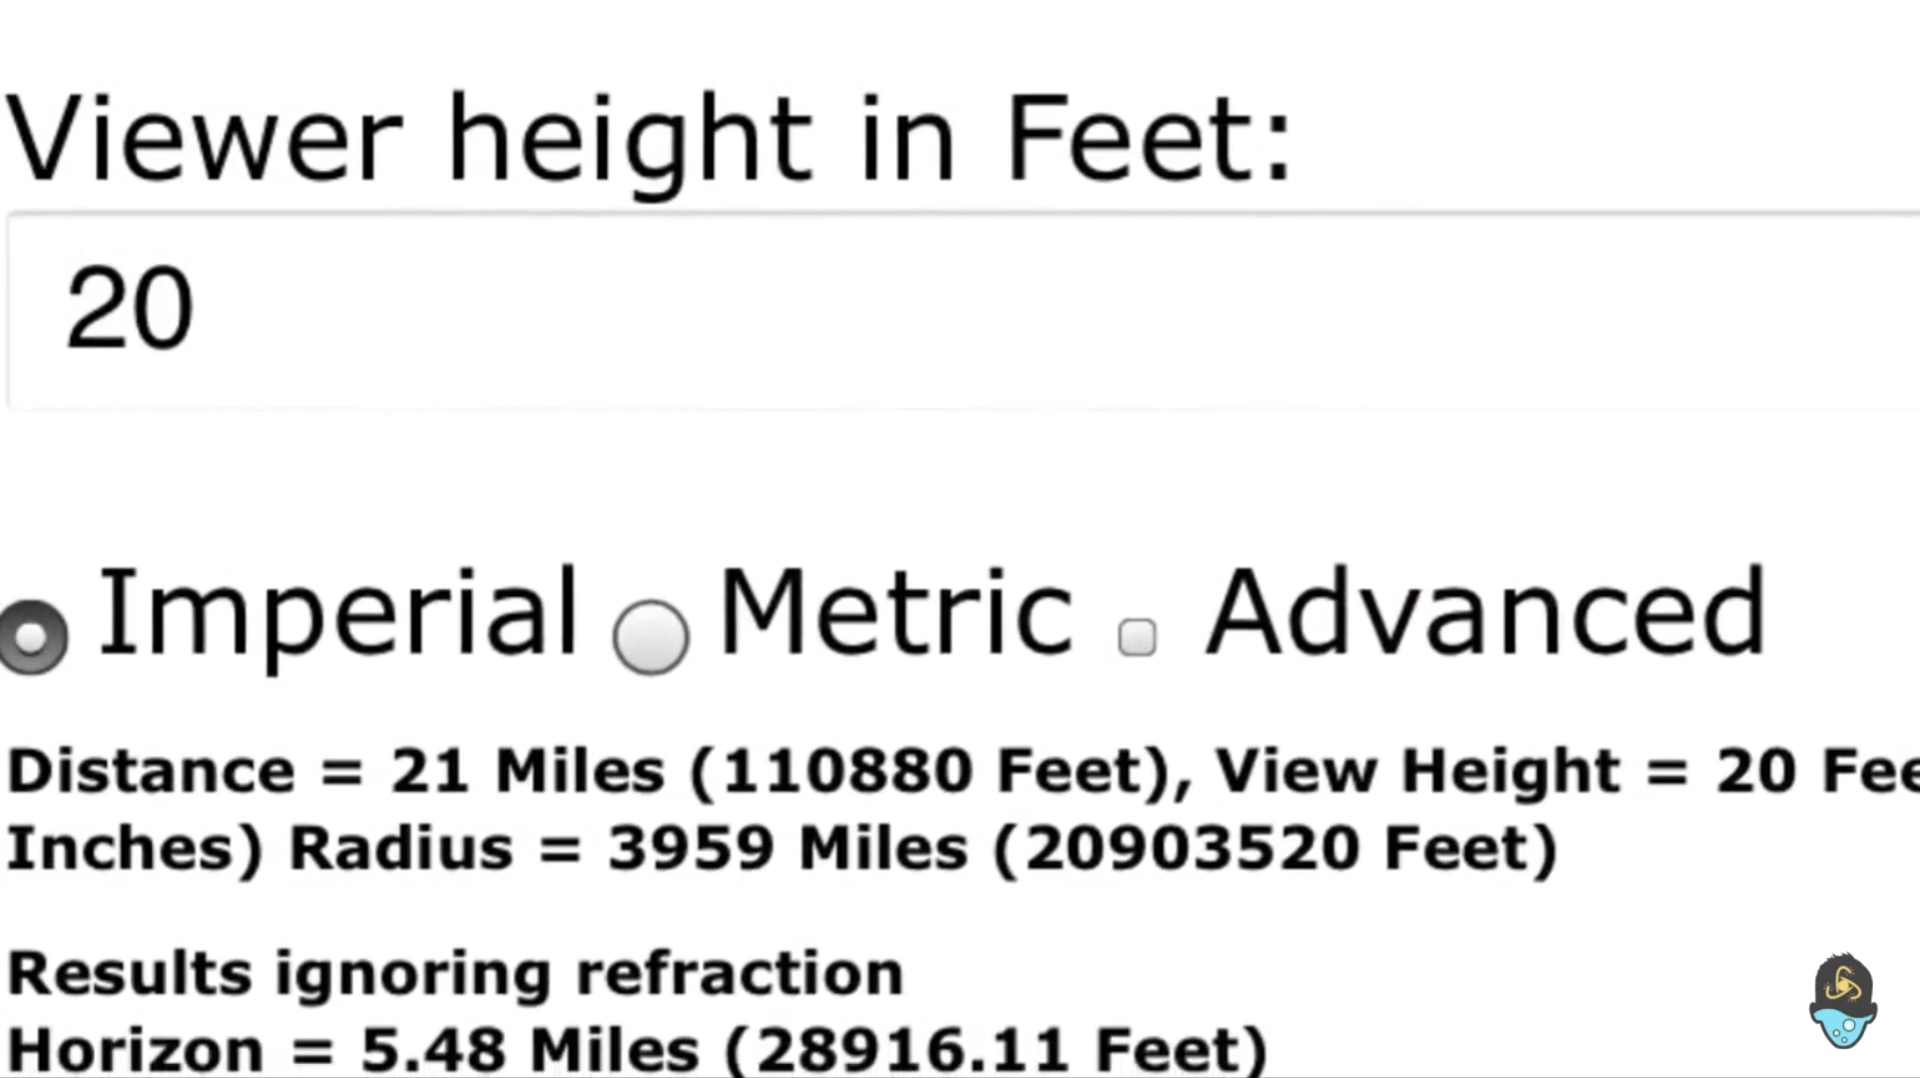 Viewer height in Feet:
20
Imperial Metric Advanced
Distance = 21 Miles (110880 Feet), View Height = 20
Inches) Radius = 3959 Miles (20903520 Feet)
Results ignoring refraction
Horizon = 5.48 Miles (28916.11 Feet)